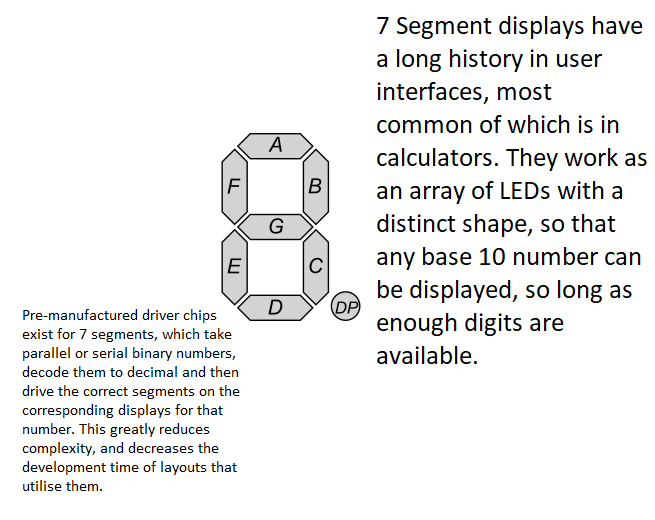 7 Segment displays have
a long history in user
interfaces, most
common of which is in
calculators. They work as
an array of LEDs with a
distinct shape, so that
any base 10 number can
be displayed, so long as
enough digits are
available.
A
F
B
G
E
C
D
DP
Pre-manufactured driver chips
exist for 7 segments, which take
parallel or serial binary numbers,
decode them to decimal and then
drive the correct segments on the
corresponding displays for that
number. This greatly reduces
complexity, and decreases the
development time of layouts that
utilise them.